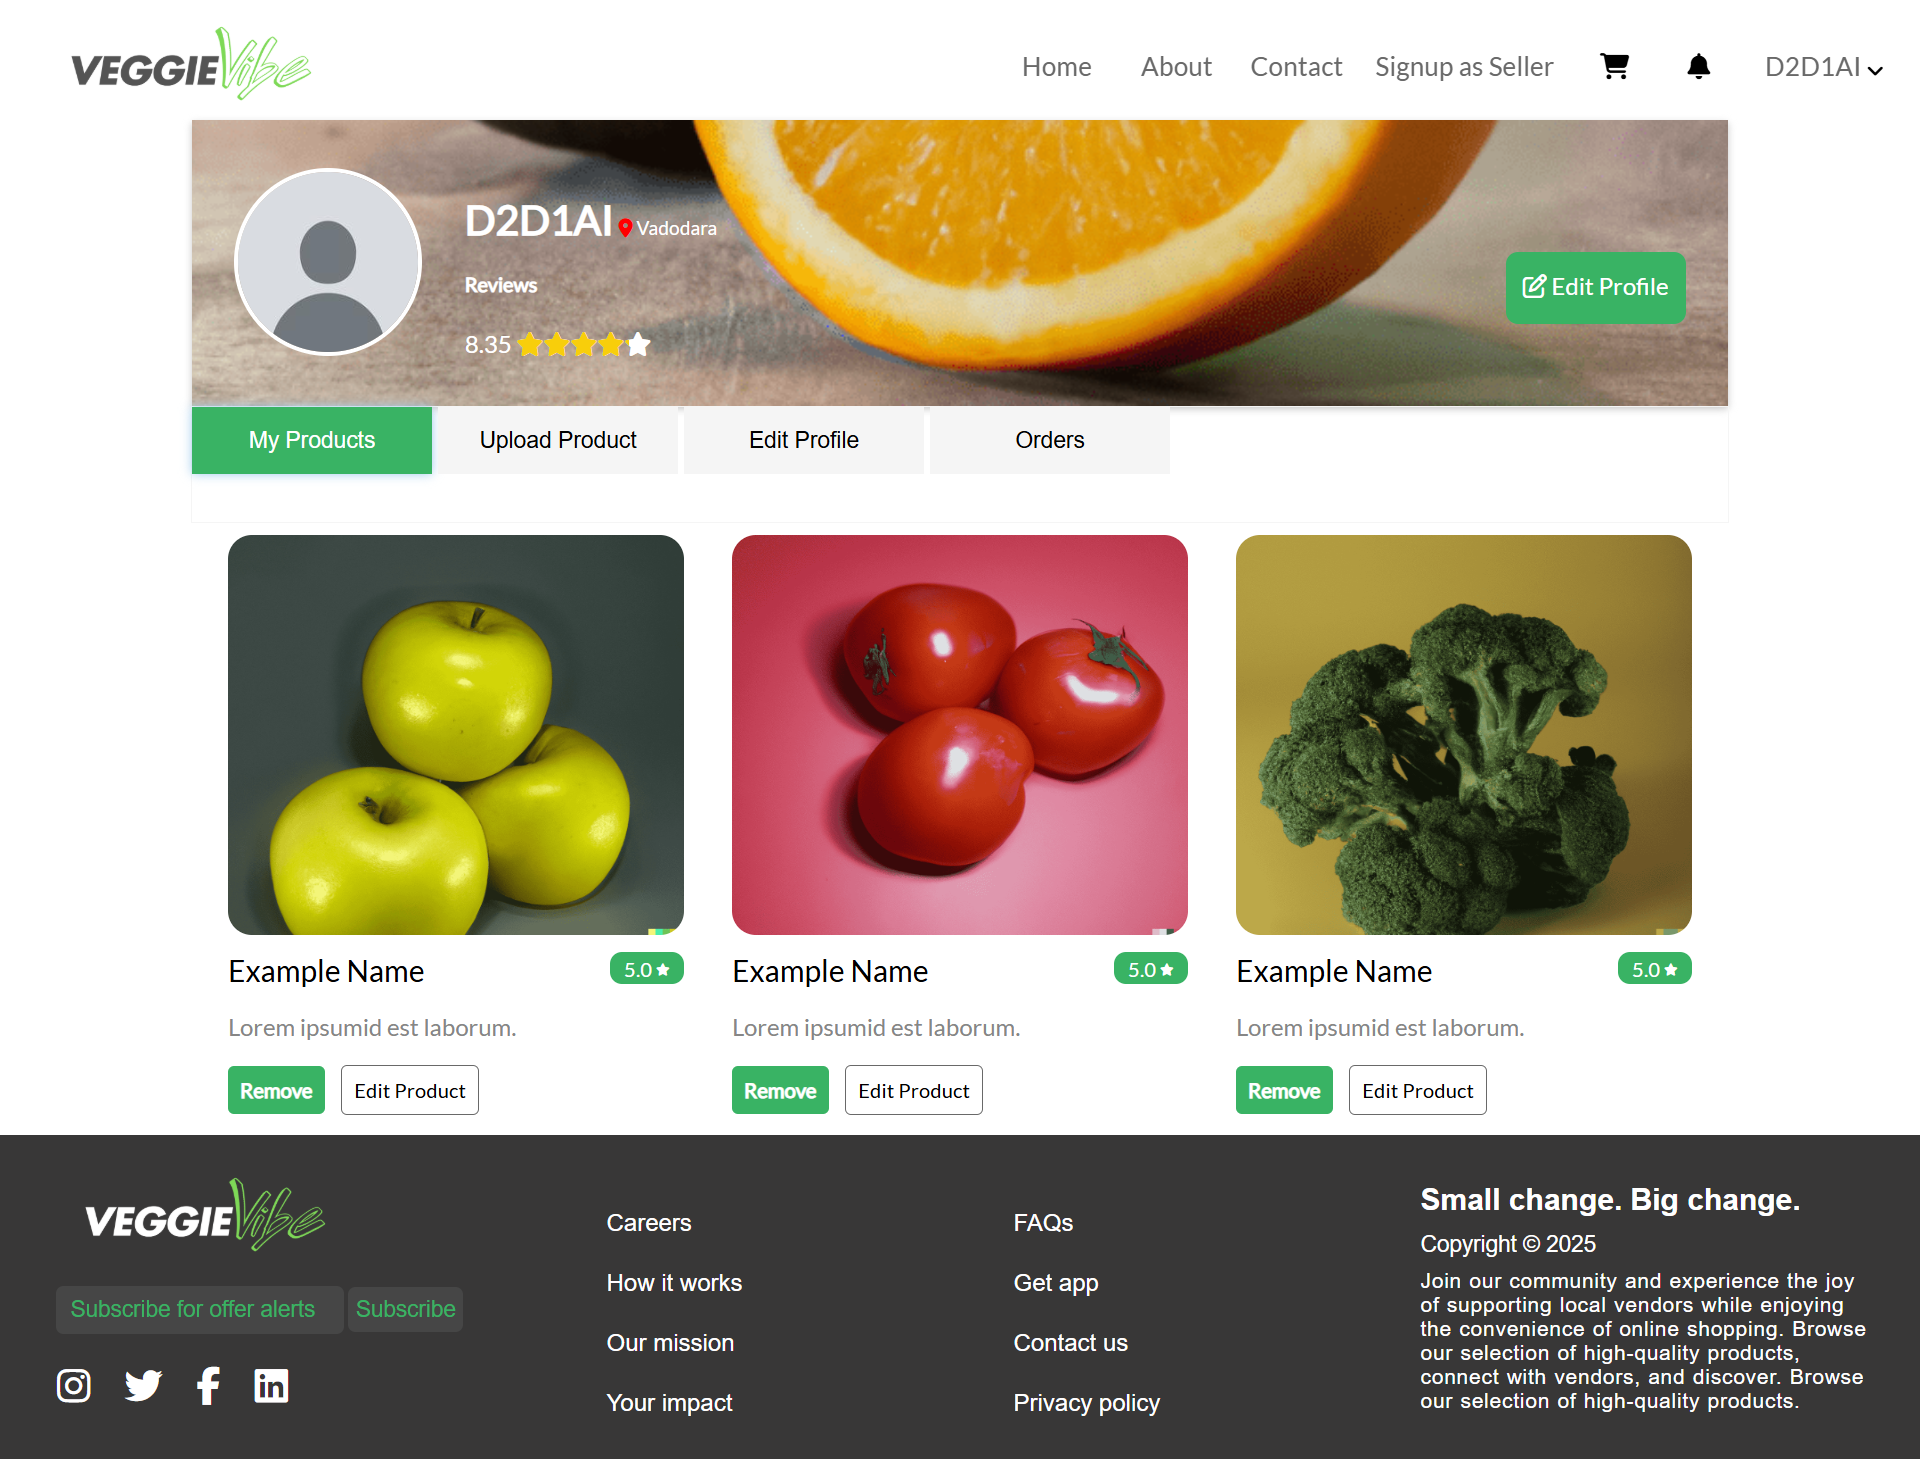 VEGGIE Vibe
Home About Contact Signup as Seller D2D1AI
D2D1AI Vadodara
Reviews
8.35
Edit Profile
My Products Upload Product Edit Profile Orders
Example Name 5.0
Lorem ipsumid est laborum.
Remove Edit Product
Example Name 5.0
Lorem ipsumid est laborum.
Remove Edit Product
Example Name 5.0
Lorem ipsumid est laborum.
Remove Edit Product
VEGGIE Vibe
Subscribe for offer alerts Subscribe
Careers
How it works
Our mission
Your impact
FAQs
Get app
Contact us
Privacy policy
Small change. Big change.
Copyright © 2025
Join our community and experience the joy
of supporting local vendors while enjoying
the convenience of online shopping. Browse
our selection of high-quality products,
connect with vendors, and discover. Browse
our selection of high-quality products.